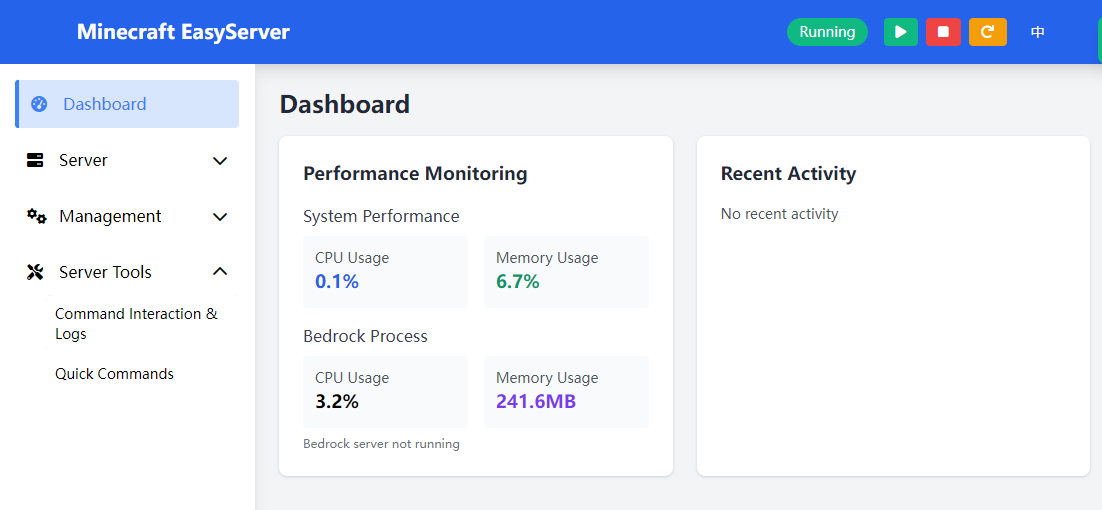 Minecraft EasyServer
Running
中
Dashboard
Server
Management
Server Tools
Command Interaction &
Logs
Quick Commands
Dashboard
Performance Monitoring
System Performance
CPU Usage
0.1%
Memory Usage
6.7%
Bedrock Process
CPU Usage
3.2%
Memory Usage
241.6MB
Bedrock server not running
Recent Activity
No recent activity